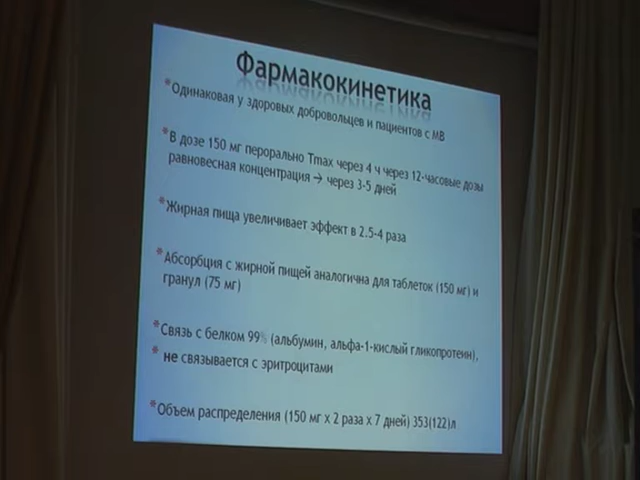 Фармакокинетика
*Одинаковая у здоровых добровольцев и пациентов с МВ
*В дозе 150 мг перорально Tmax через 4 ч через 12-часовые дозы
равновесная концентрация → через 3-5 дней
*Жирная пища увеличивает эффект в 2.5-4 раза
*Абсорбция с жирной пищей аналогична для таблеток (150 мг) и
гранул (75 мг)
*Связь с белком 99% (альбумин, альфа-1-кислый гликопротеин),
* не связывается с эритроцитами
*Объем распределения (150 мг х 2 раза х 7 дней) 353(122)л